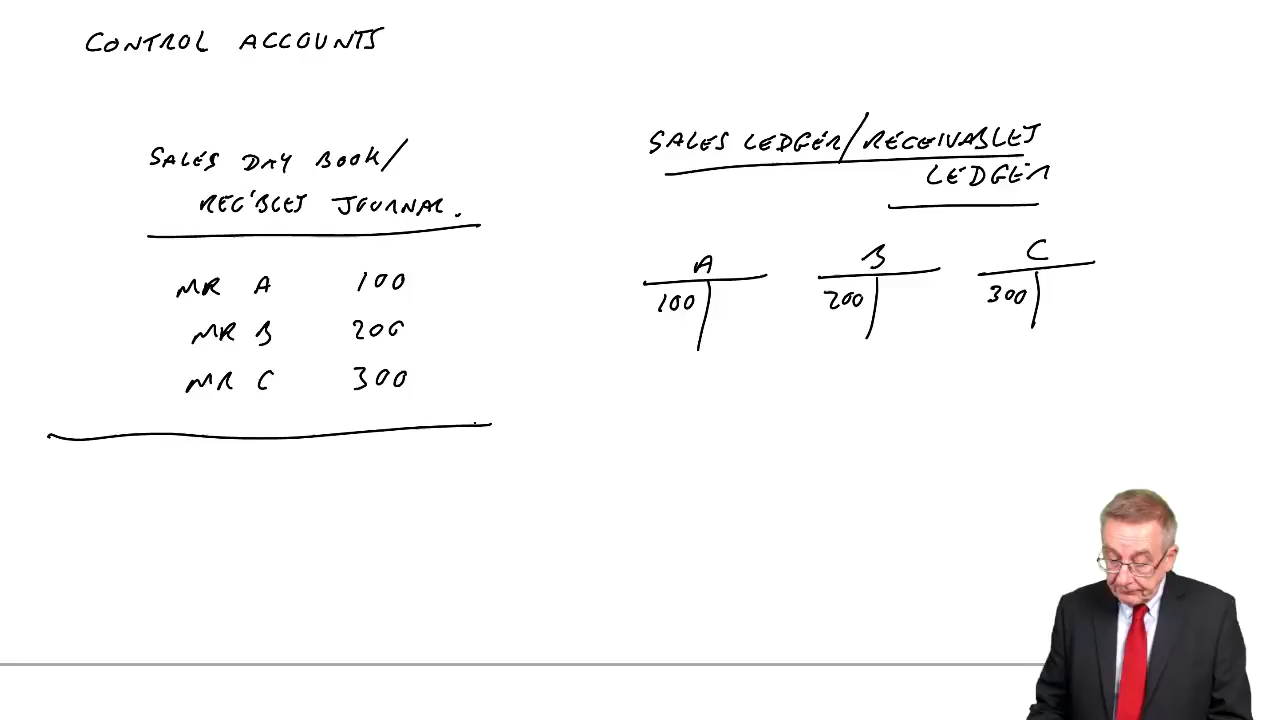 CONTROL ACCOUNTS
SALES DAY BOOK/
REC'BLES JOURNAL.
MR A 100
MR B 200
MR C 300
SALES LEDGER/RECEIVABLES
LEDGER
A B C
100 200 300